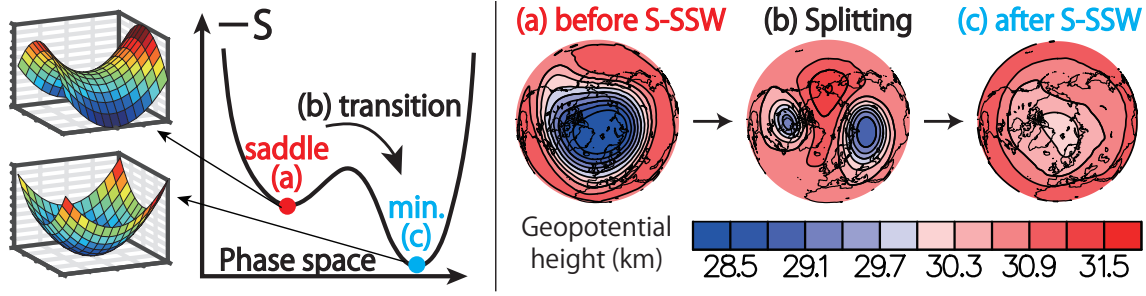 −S
(b) transition
saddle
(a)
min.
(c)
Phase space
(a) before S-SSW
(b) Splitting
(c) after S-SSW
Geopotential
height (km)
28.5 29.1 29.7 30.3 30.9 31.5